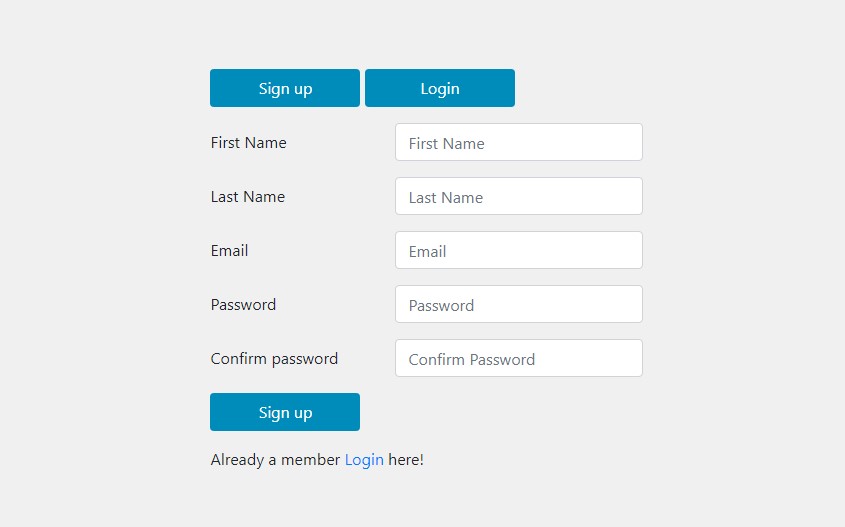 Sign up Login
First Name First Name
Last Name Last Name
Email Email
Password Password
Confirm password Confirm Password
Sign up
Already a member Login here!